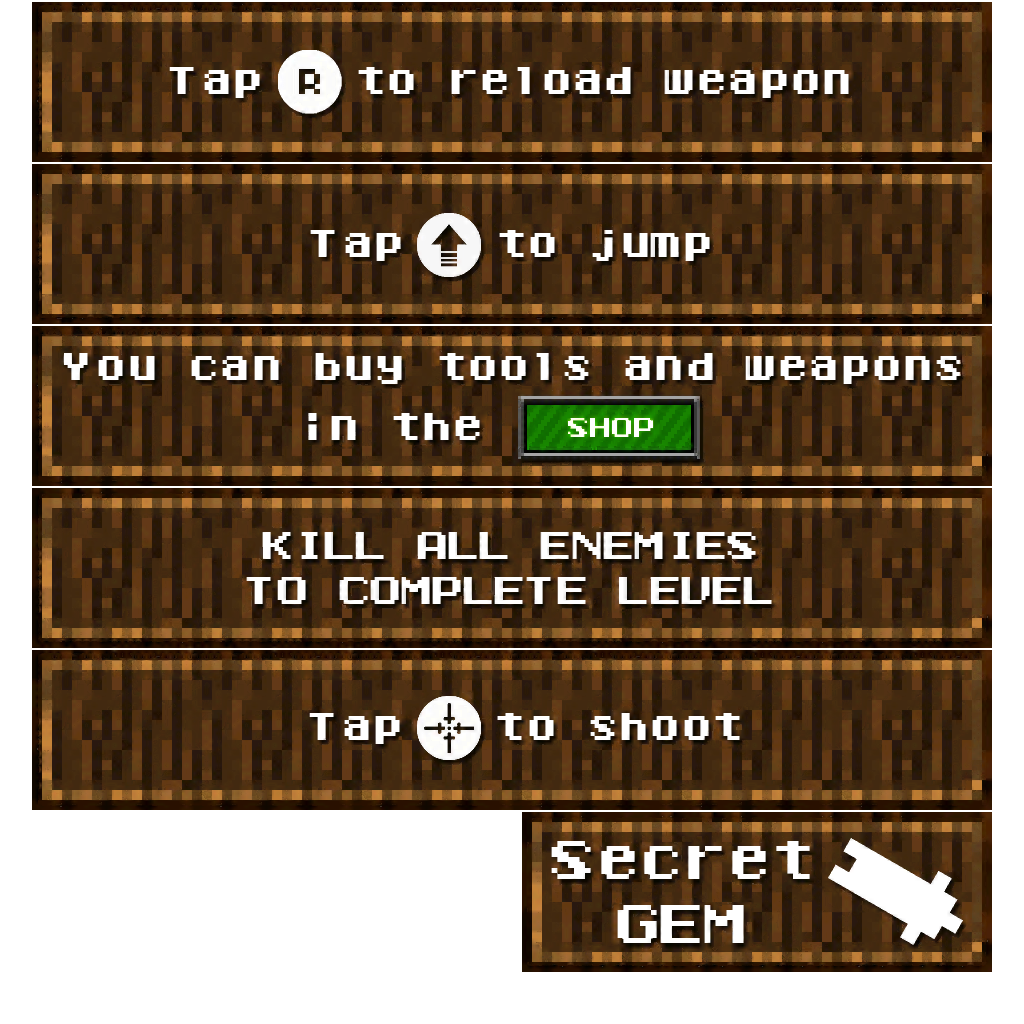 Tap R to reload weapon
Tap to jump
You can buy tools and weapons
in the SHOP
KILL ALL ENEMIES
TO COMPLETE LEVEL
Tap to shoot
Secret
GEM